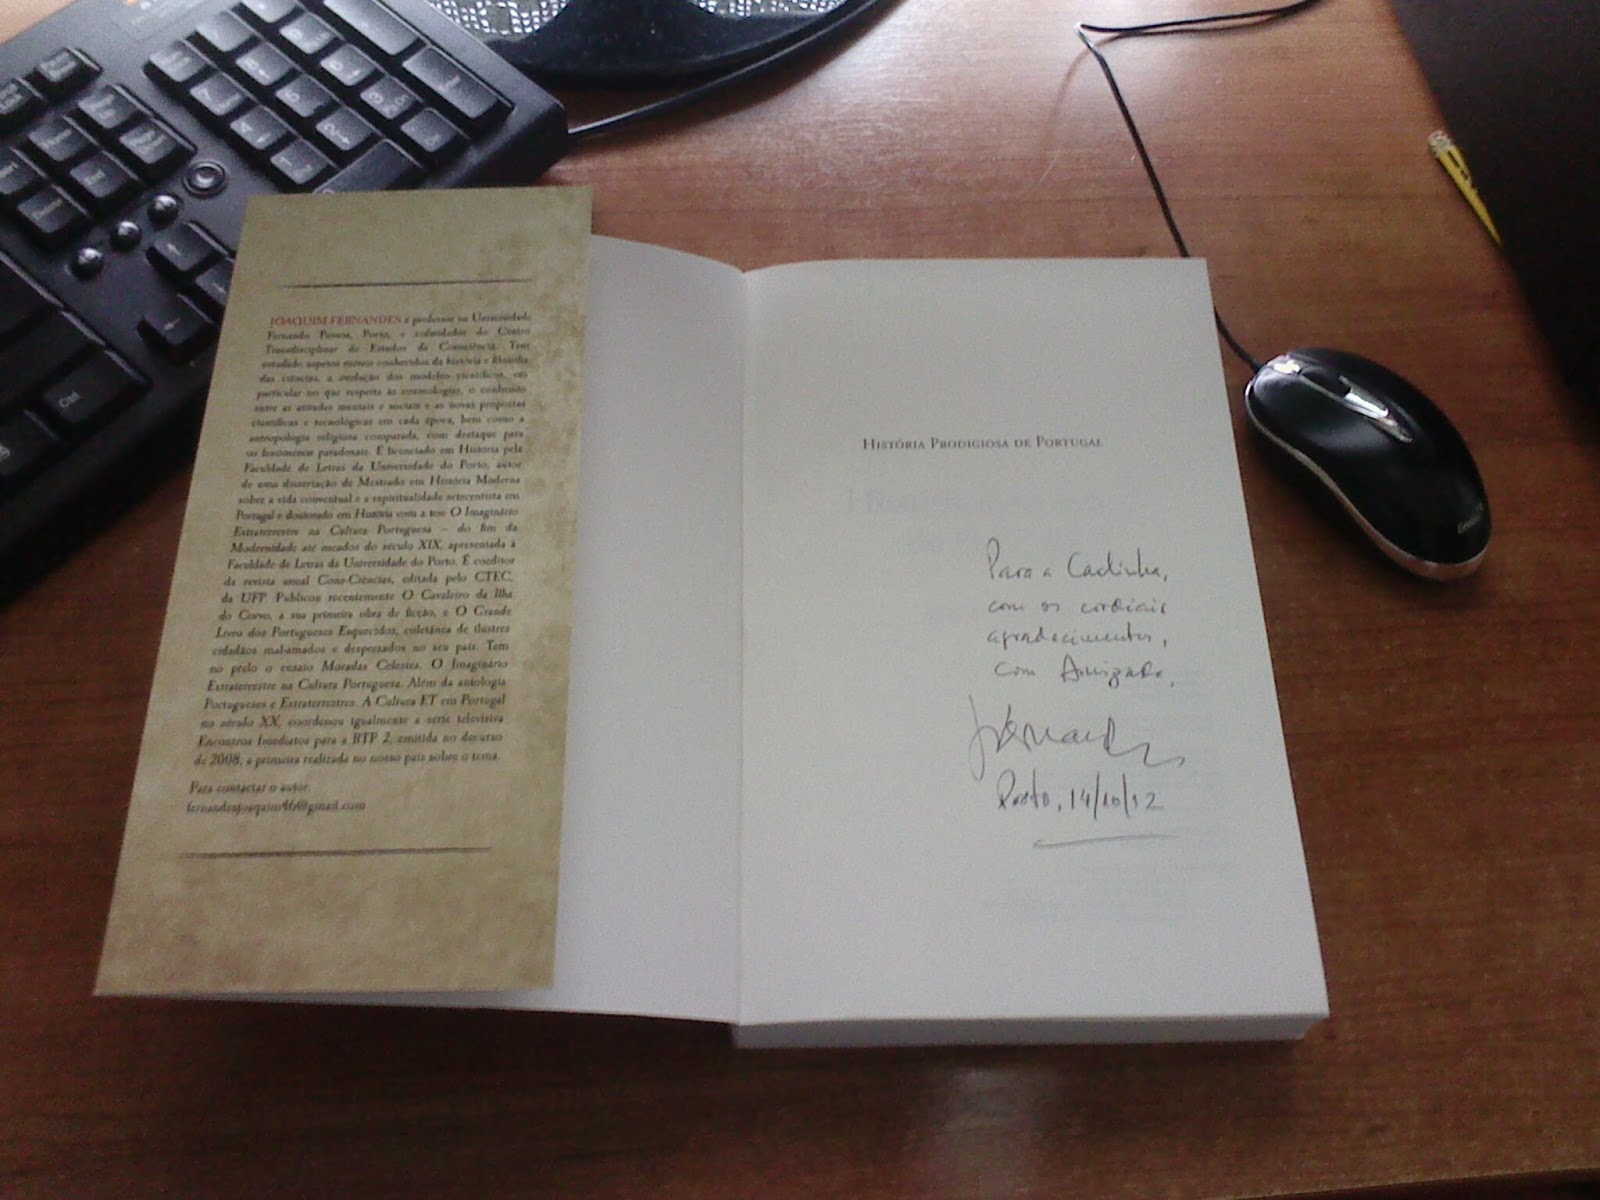 JOAQUIM FERNANDES é professor na Universidade
Fernando Pessoa, Porto, e cofundador do Centro
Transdisciplinar de Estudos da Consciência. Tem
estudado aspetos menos conhecidos da história e filosofia
das ciências, a evolução dos modelos científicos, em
particular no que respeita às cosmologias, o confronto
entre as atitudes mentais e sociais e as novas propostas
científicas e tecnológicas em cada época, bem como a
antropologia religiosa comparada, com destaque para
os fenómenos paradoxais. É licenciado em História pela
Faculdade de Letras da Universidade do Porto, autor
de uma dissertação de Mestrado em História Moderna
sobre a vida conventual e a espiritualidade setecentista em
Portugal e doutorado em História com a tese O Imaginário
Extraterrestre na Cultura Portuguesa – do fim da
Modernidade até meados do século XIX, apresentada à
Faculdade de Letras da Universidade do Porto. É coeditor
da revista anual Cons-Ciências, editada pelo CTEC,
da UFP. Publicou recentemente O Cavaleiro da Ilha
do Corvo, a sua primeira obra de ficção, e O Grande
Livro dos Portugueses Esquecidos, coletânea de ilustres
cidadãos mal-amados e desprezados no seu país. Tem
no prelo o ensaio Moradas Celestes. O Imaginário
Extraterrestre na Cultura Portuguesa. Além da antologia
Portugueses e Extraterrestres. A Cultura ET em Portugal
no século XX, coordenou igualmente a série televisiva
Encontros Imediatos para a RTP 2, emitida no decurso
de 2008, a primeira realizada no nosso país sobre o tema.
Para contactar o autor:
fernandesjoaquim46@gmail.com
HISTÓRIA PRODIGIOSA DE PORTUGAL
Para a Cadinha,
com os cordiais
agradecimentos,
com Amizade,
JFernandes
Porto, 14/10/12
Ctrl
Genius